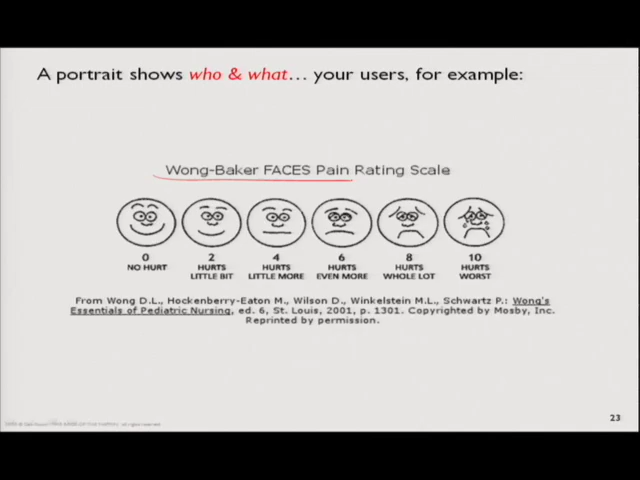 A portrait shows who & what… your users, for example:
Wong-Baker FACES Pain Rating Scale
0 2 4 6 8 10
NO HURT HURTS LITTLE BIT HURTS LITTLE MORE HURTS EVEN MORE HURTS WHOLE LOT HURTS WORST
From Wong D.L., Hockenberry-Eaton M., Wilson D., Winkelstein M.L., Schwartz P.: Wong's
Essentials of Pediatric Nursing, ed. 6, St. Louis, 2001, p. 1301. Copyrighted by Mosby, Inc.
Reprinted by permission.
23